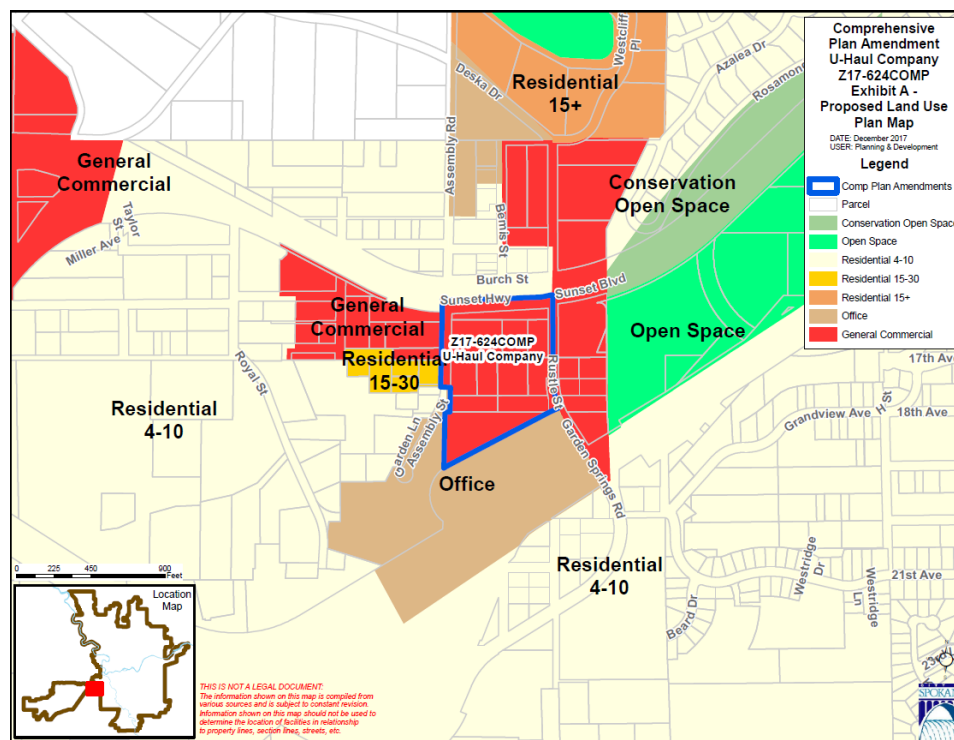 Comprehensive
Plan Amendment
U-Haul Company
Z17-624COMP
Exhibit A -
Proposed Land Use
Plan Map
DATE: December 2017
USER: Planning & Development
Legend
Comp Plan Amendments
Parcel
Conservation Open Space
Open Space
Residential 4-10
Residential 15-30
Residential 15+
Office
General Commercial
Westcliff
Pl
Azalea Dr
Rosamond
Deska Dr
Residential
15+
Assembly Rd
General
Commercial
Conservation
Open Space
Taylor
St
Miller Ave
Bemis St
Burch St
Sunset Hwy
Sunset Blvd
General
Commercial
Z17-624COMP
U-Haul Company
Open Space
Residential
15-30
Rustle St
17th Ave
Royal St
H St
Grandview Ave
18th Ave
Residential
4-10
Garden Ln
Assembly St
Garden Springs Rd
Office
Residential
4-10
Westridge
Dr
21st Ave
Westridge
Ln
Beard Dr
0 225 450 900
Feet
Location
Map
THIS IS NOT A LEGAL DOCUMENT:
The information shown on this map is compiled from
various sources and is subject to constant revision.
Information shown on this map should not be used to
determine the location of facilities in relationship
to property lines, section lines, streets, etc.
23rd
SPOKANE